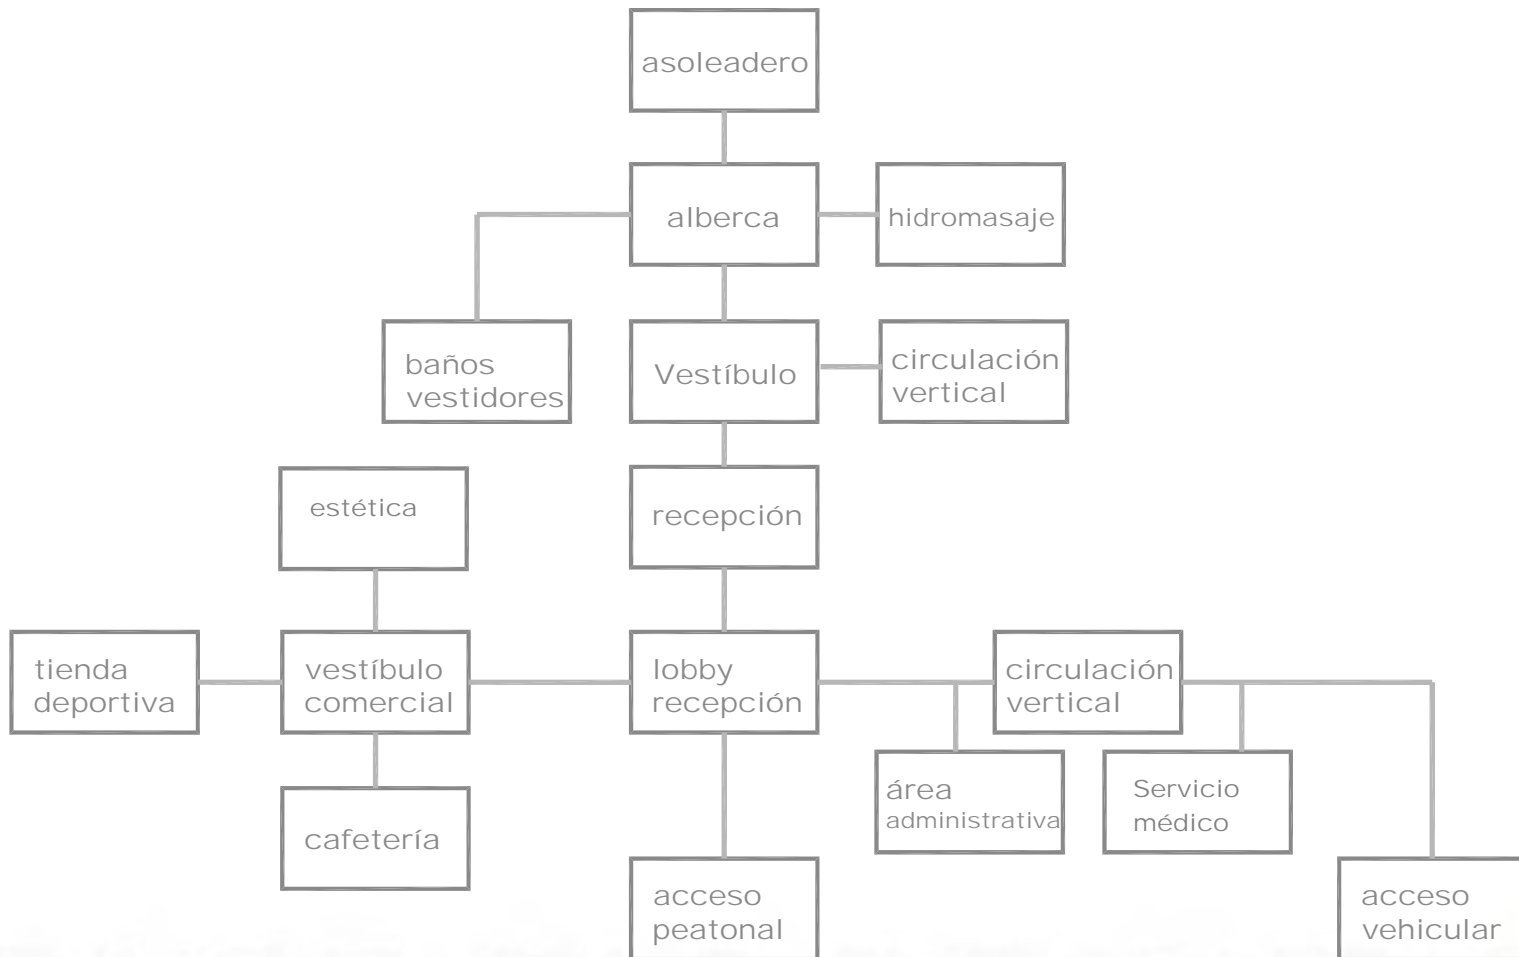 asoleadero
alberca
hidromasaje
baños
vestidores
Vestíbulo
circulación
vertical
estética
recepción
tienda
deportiva
vestíbulo
comercial
lobby
recepción
circulación
vertical
cafetería
área
administrativa
Servicio
médico
acceso
peatonal
acceso
vehicular